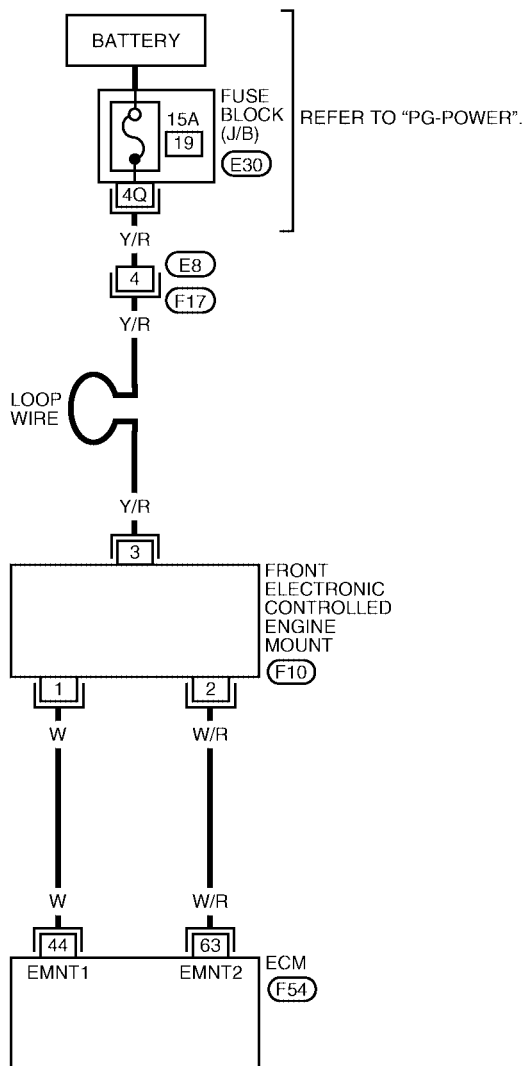 BATTERY
FUSE
BLOCK
(J/B)
REFER TO “PG-POWER”.
15A
19
E30
4Q
Y/R
4
E8
F17
Y/R
LOOP
WIRE
Y/R
3
FRONT
ELECTRONIC
CONTROLLED
ENGINE
MOUNT
F10
1
2
W
W/R
W
W/R
44
63
EMNT1
EMNT2
ECM
F54